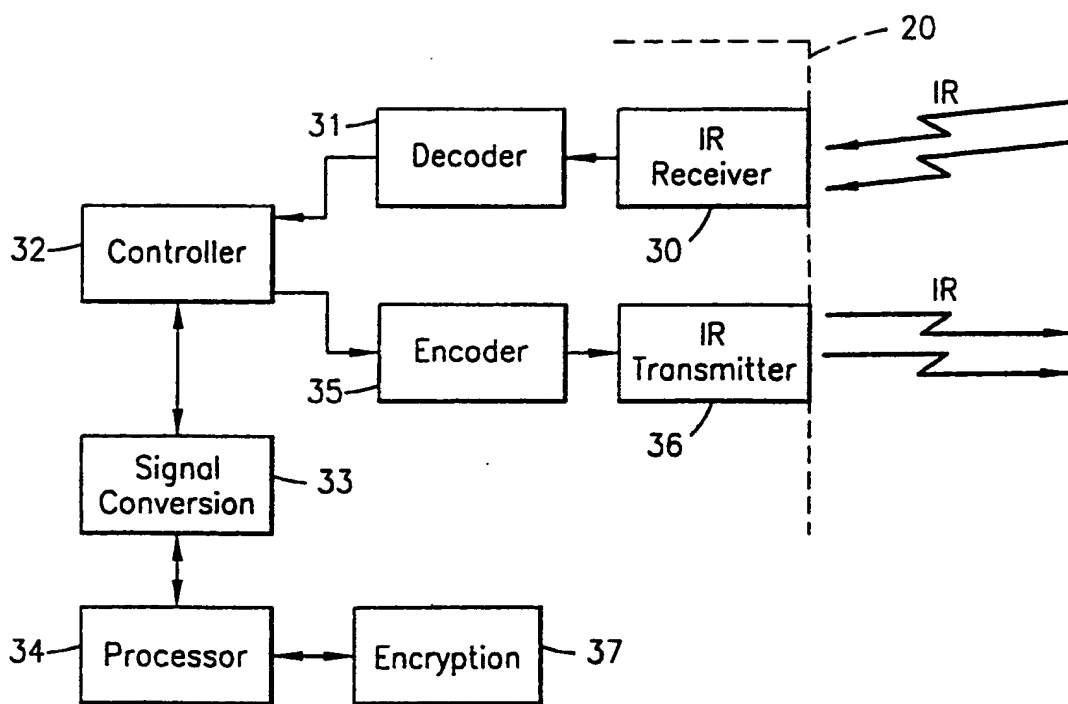 20
IR
31
Decoder
IR
Receiver
30
32
Controller
IR
Encoder
35
IR
Transmitter
36
Signal
Conversion
33
34
Processor
Encryption
37